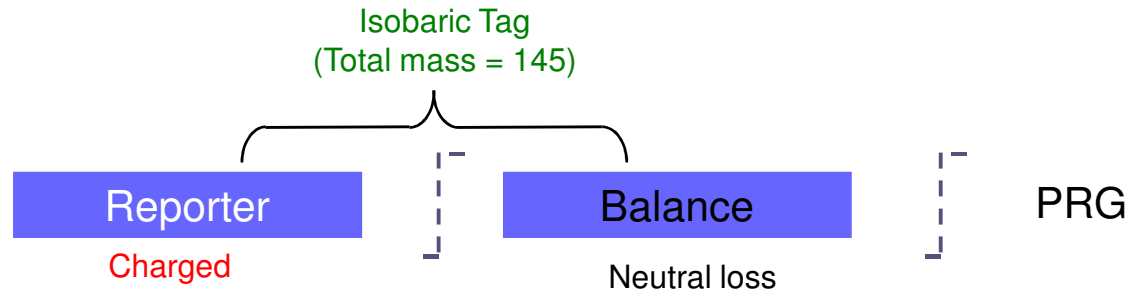 Isobaric Tag
(Total mass = 145)
Reporter
Balance
PRG
Charged
Neutral loss